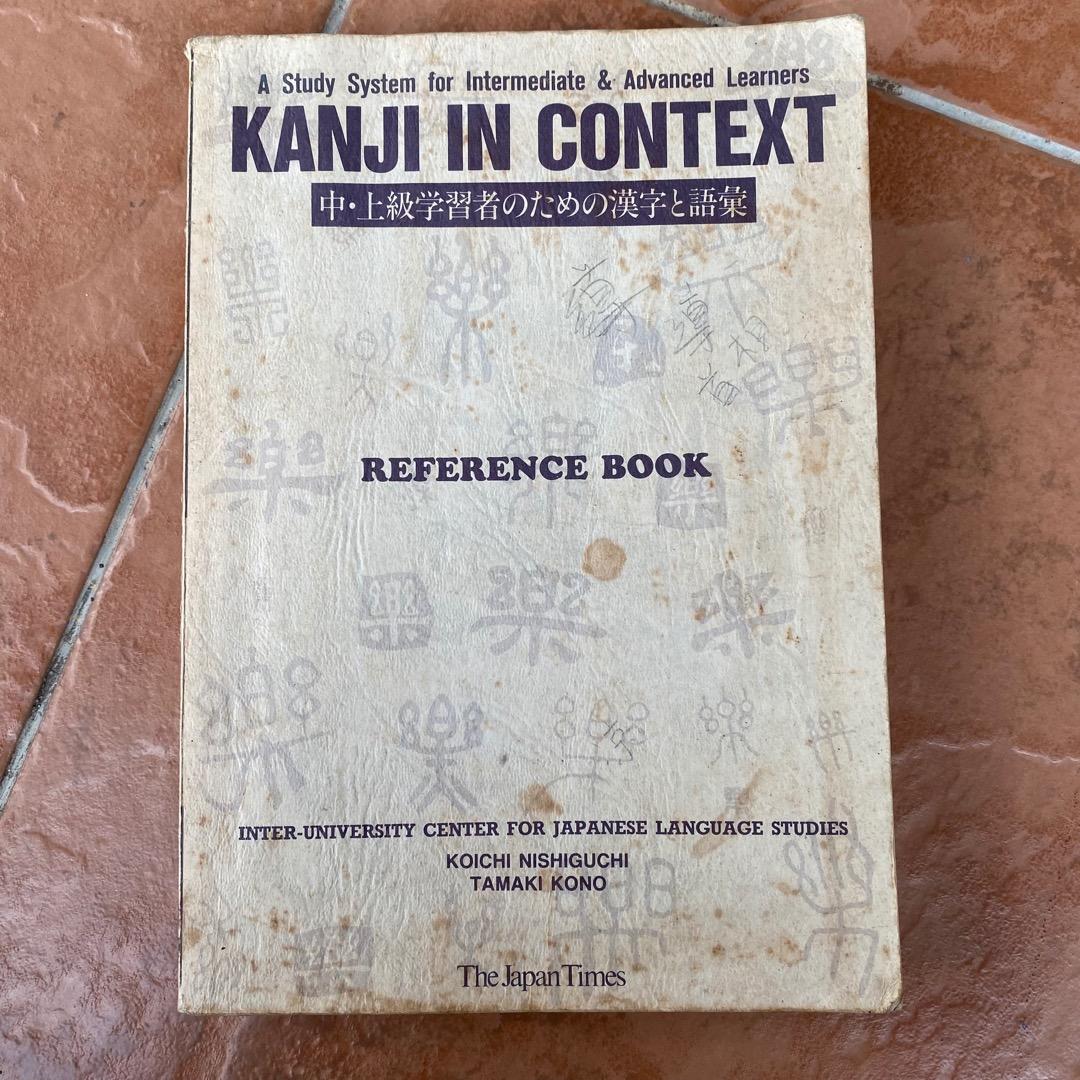 A Study System for Intermediate & Advanced Learners
KANJI IN CONTEXT
中・上級学習者のための漢字と語彙
REFERENCE BOOK
INTER-UNIVERSITY CENTER FOR JAPANESE LANGUAGE STUDIES
KOICHI NISHIGUCHI
TAMAKI KONO
The Japan Times